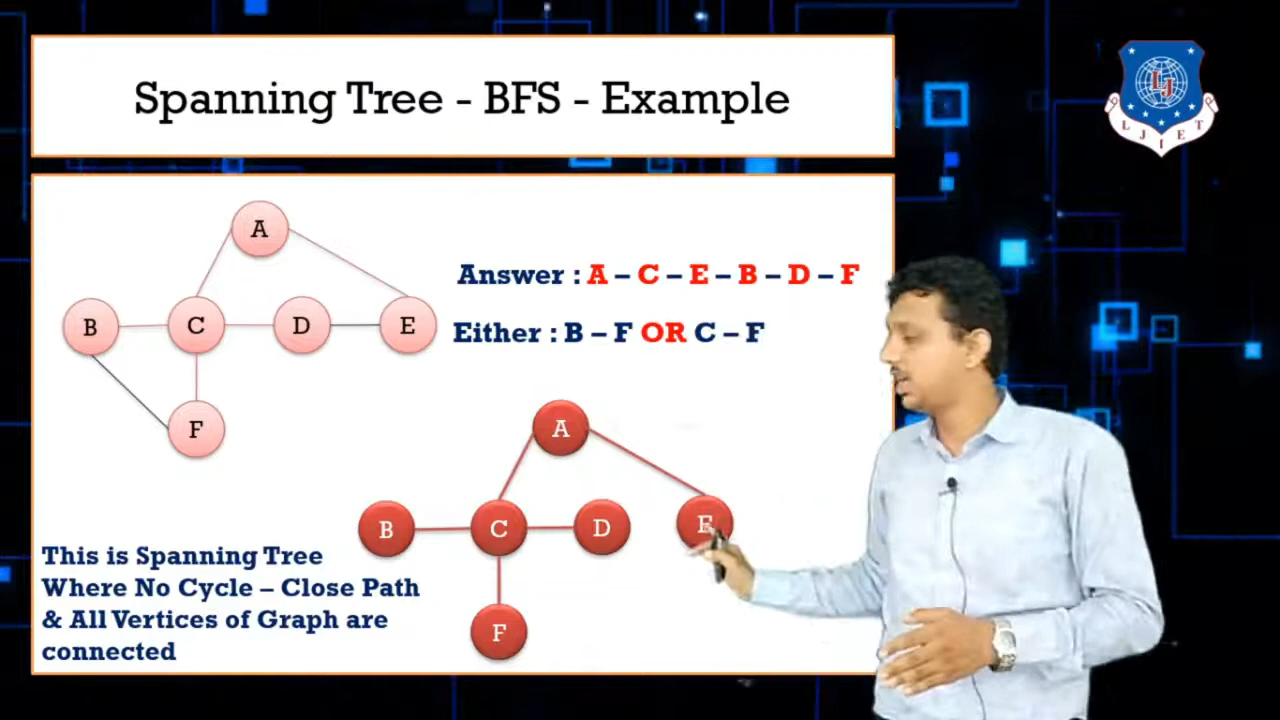 Spanning Tree - BFS - Example
L J I E T
LJ
A
B
C
D
E
F
Answer : A – C – E – B – D – F
Either : B – F OR C – F
A
B
C
D
E
F
This is Spanning Tree
Where No Cycle – Close Path
& All Vertices of Graph are
connected